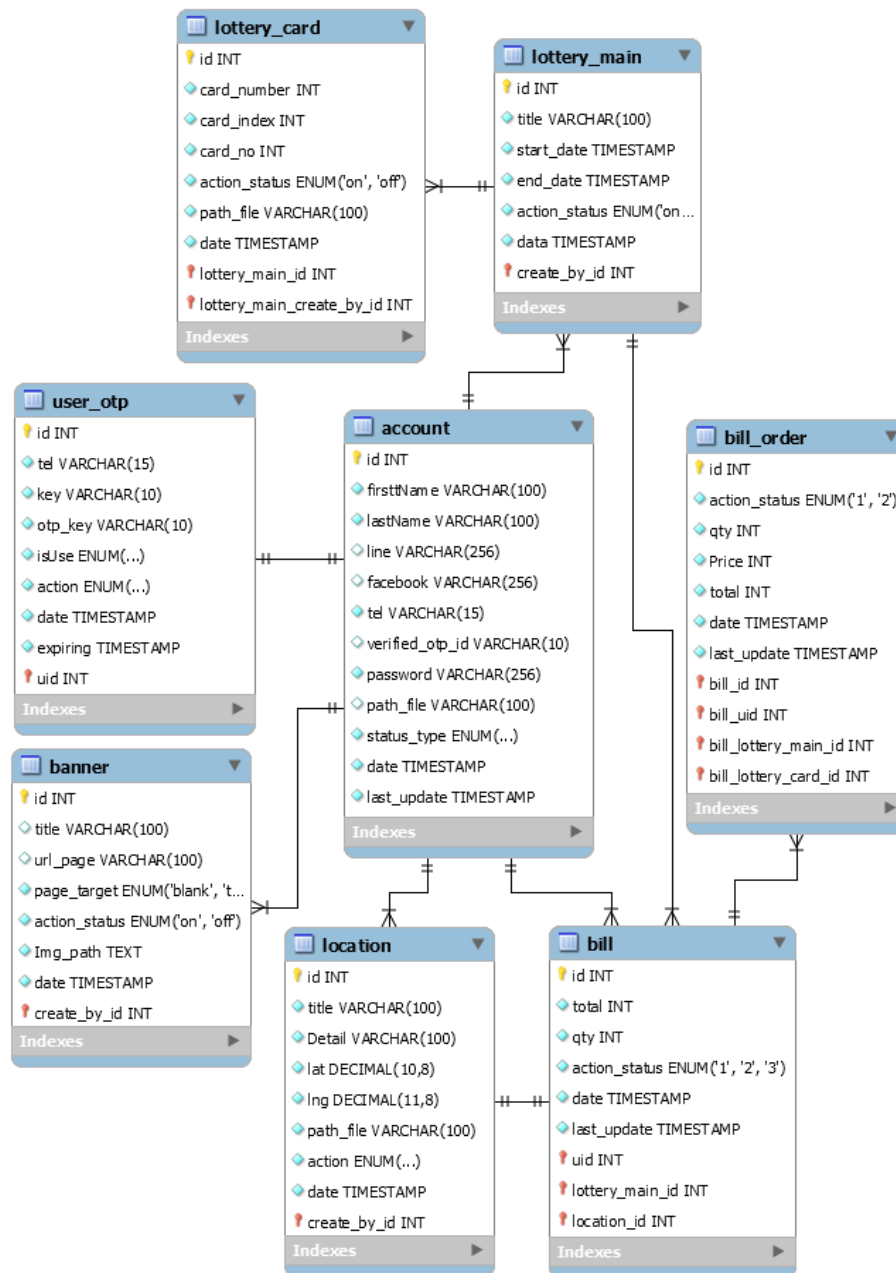 lottery_card
id INT
card_number INT
card_index INT
card_no INT
action_status ENUM('on', 'off')
path_file VARCHAR(100)
date TIMESTAMP
lottery_main_id INT
lottery_main_create_by_id INT
Indexes
lottery_main
id INT
title VARCHAR(100)
start_date TIMESTAMP
end_date TIMESTAMP
action_status ENUM('on...
data TIMESTAMP
create_by_id INT
Indexes
user_otp
id INT
tel VARCHAR(15)
key VARCHAR(10)
otp_key VARCHAR(10)
isUse ENUM(...)
action ENUM(...)
date TIMESTAMP
expiring TIMESTAMP
uid INT
Indexes
account
id INT
firsttName VARCHAR(100)
lastName VARCHAR(100)
line VARCHAR(256)
facebook VARCHAR(256)
tel VARCHAR(15)
verified_otp_id VARCHAR(10)
password VARCHAR(256)
path_file VARCHAR(100)
status_type ENUM(...)
date TIMESTAMP
last_update TIMESTAMP
Indexes
bill_order
id INT
action_status ENUM('1', '2')
qty INT
Price INT
total INT
date TIMESTAMP
last_update TIMESTAMP
bill_id INT
bill_uid INT
bill_lottery_main_id INT
bill_lottery_card_id INT
Indexes
banner
id INT
title VARCHAR(100)
url_page VARCHAR(100)
page_target ENUM('blank', 't...
action_status ENUM('on', 'off')
Img_path TEXT
date TIMESTAMP
create_by_id INT
Indexes
location
id INT
title VARCHAR(100)
Detail VARCHAR(100)
lat DECIMAL(10,8)
lng DECIMAL(11,8)
path_file VARCHAR(100)
action ENUM(...)
date TIMESTAMP
create_by_id INT
Indexes
bill
id INT
total INT
qty INT
action_status ENUM('1', '2', '3')
date TIMESTAMP
last_update TIMESTAMP
uid INT
lottery_main_id INT
location_id INT
Indexes